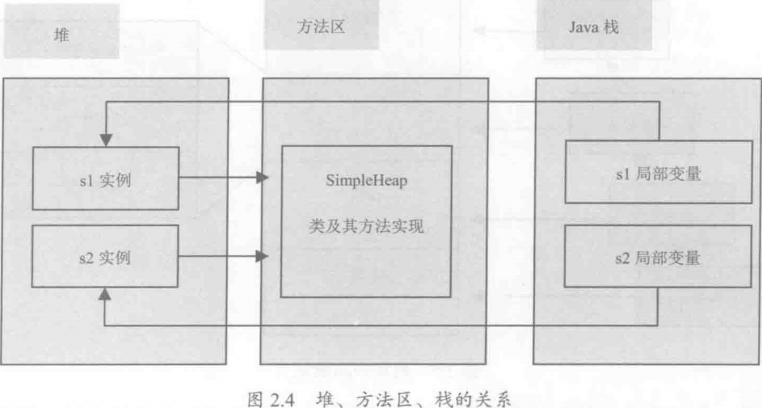 堆
方法区
Java 栈
s1 实例
SimpleHeap
类及其方法实现
s1 局部变量
s2 实例
s2 局部变量
图 2.4 堆、方法区、栈的关系